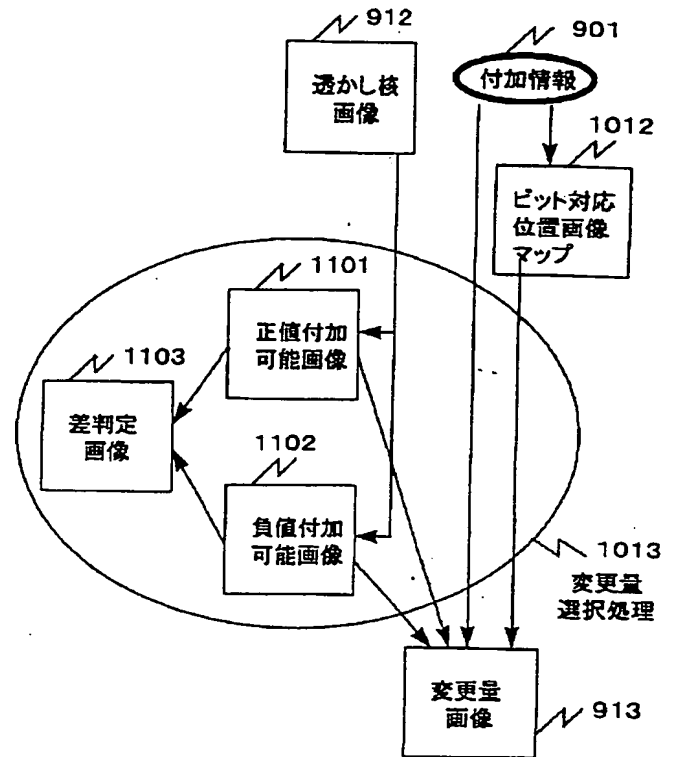 912
透かし核
画像
901
付加情報
1012
ビット対応
位置画像
マップ
1101
正値付加
可能画像
1103
差判定
画像
1102
負値付加
可能画像
1013
変更量
選択処理
変更量
画像
913